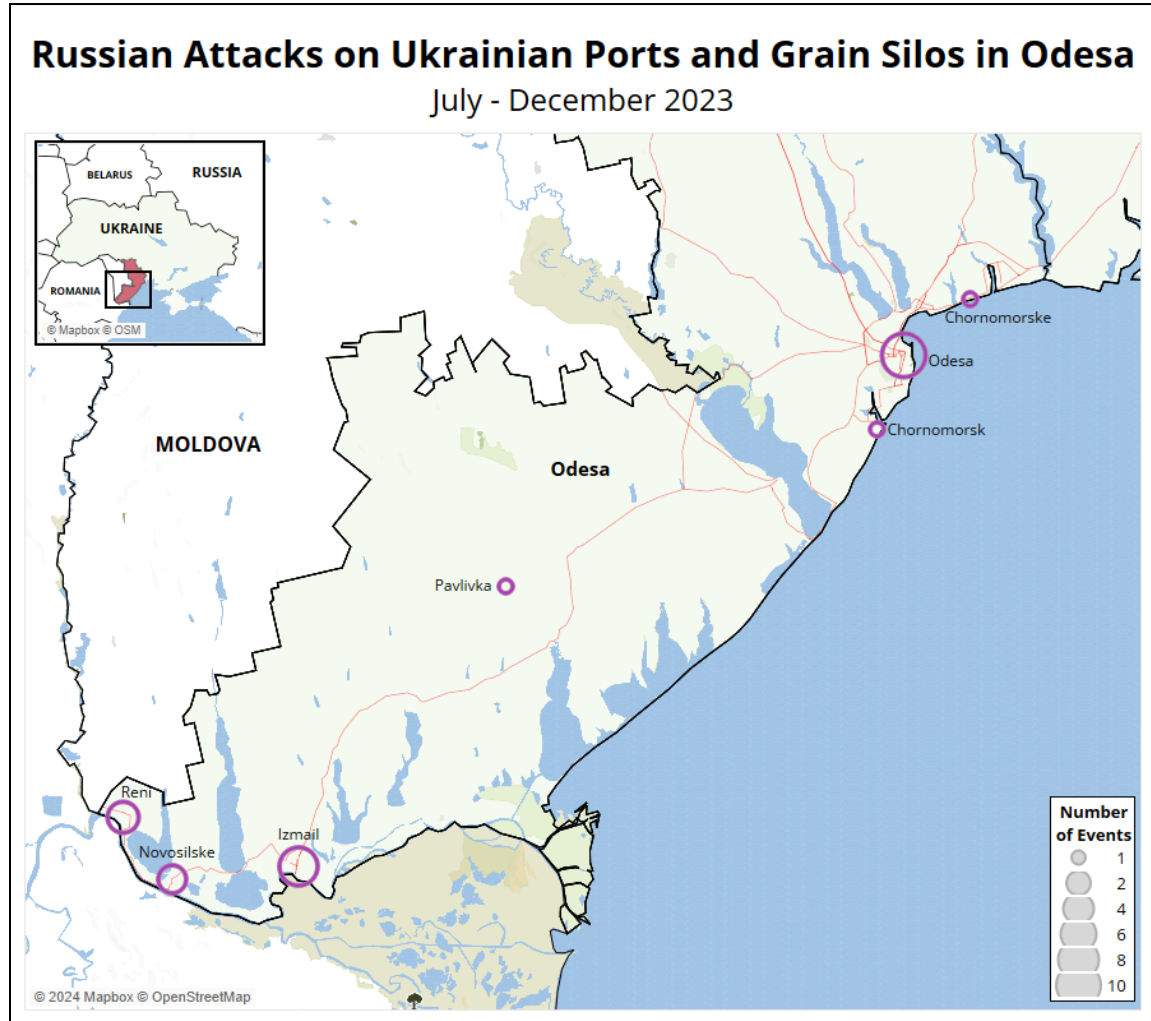 Russian Attacks on Ukrainian Ports and Grain Silos in Odesa
July - December 2023
BELARUS
RUSSIA
UKRAINE
ROMANIA
© Mapbox © OSM
Chornomorske
Odesa
Chornomorsk
MOLDOVA
Odesa
Pavlivka
Reni
Izmail
Novosilske
Number
of Events
1
2
4
6
8
10
© 2024 Mapbox © OpenStreetMap